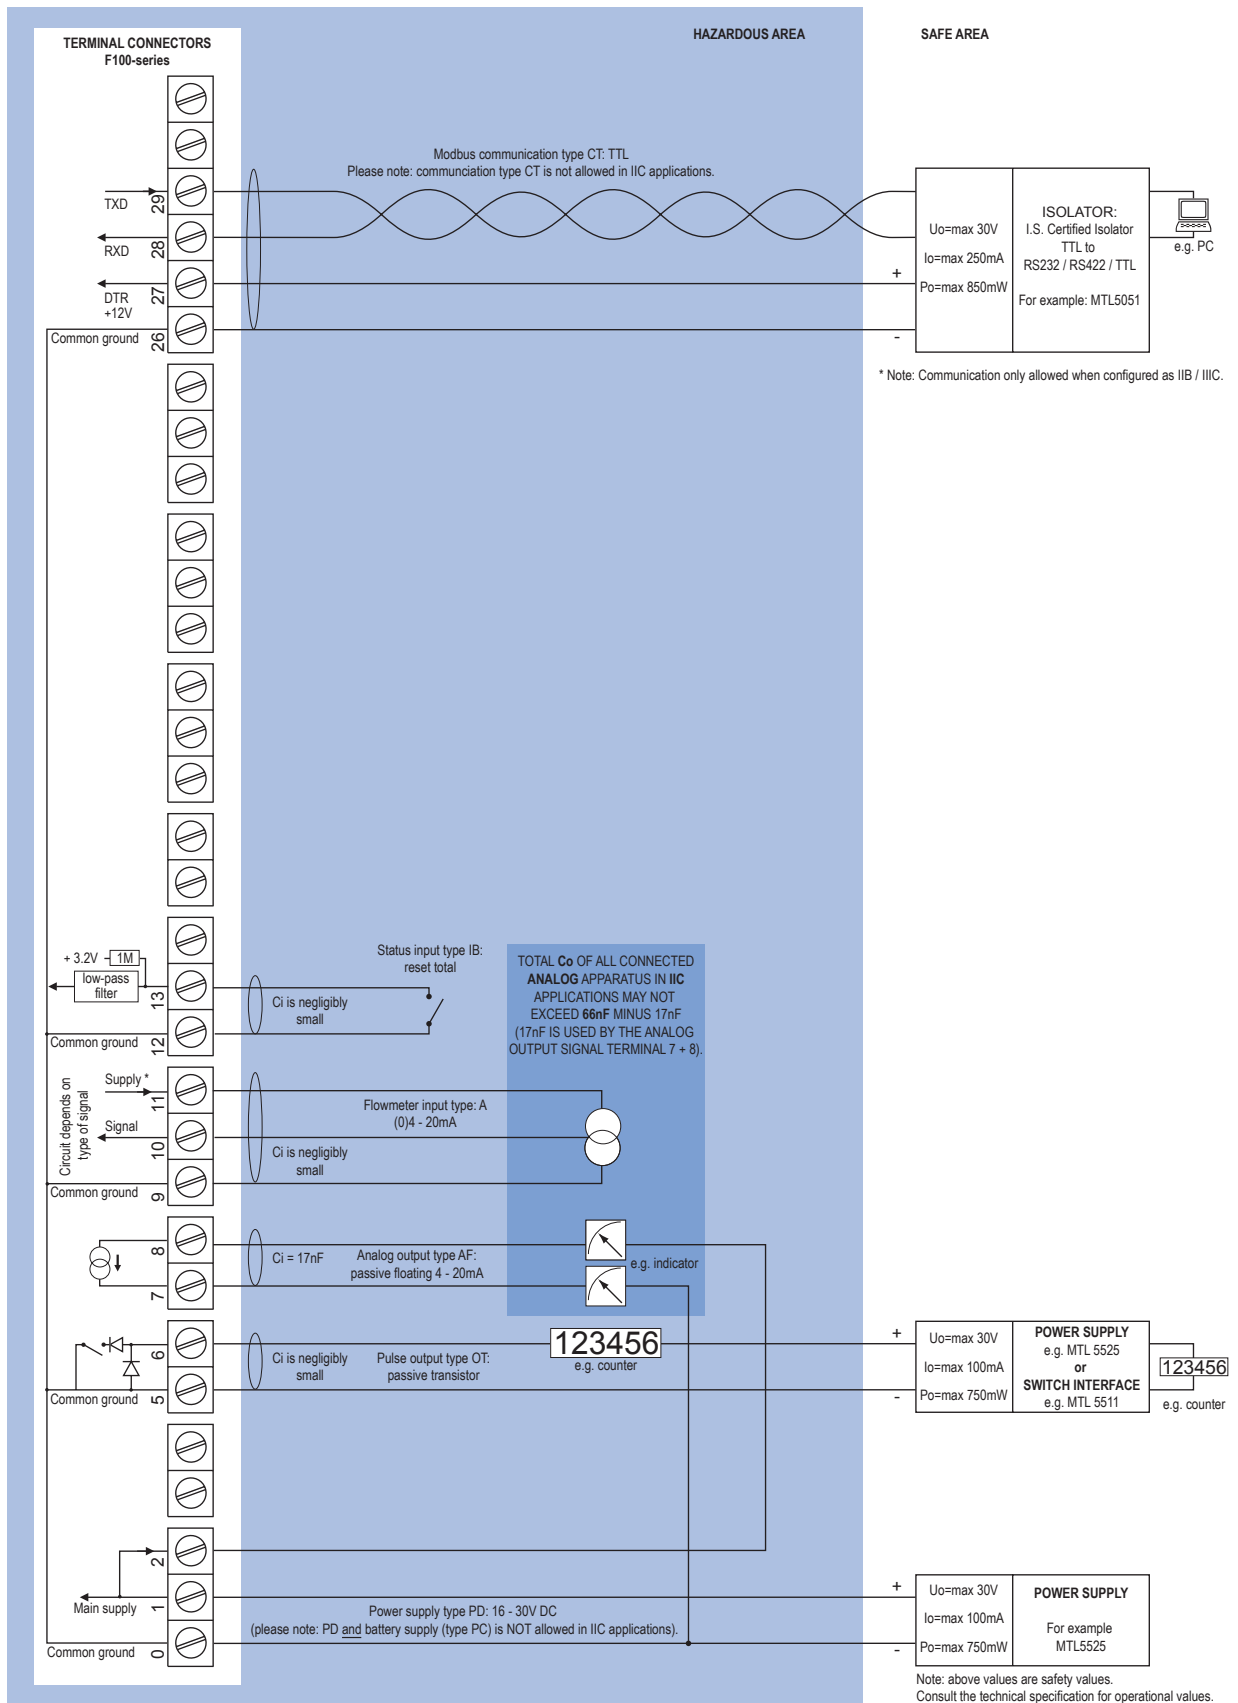 HAZARDOUS AREA
SAFE AREA
TERMINAL CONNECTORS
F100-series
Modbus communication type CT: TTL
Please note: communciation type CT is not allowed in IIC applications.
TXD
29
RXD
28
DTR
+12V
27
Common ground
26
+
-
Uo=max 30V
Io=max 250mA
Po=max 850mW
ISOLATOR:
I.S. Certified Isolator
TTL to
RS232 / RS422 / TTL
For example: MTL5051
e.g. PC
* Note: Communication only allowed when configured as IIB / IIIC.
+ 3.2V
1M
low-pass
filter
13
Common ground
12
Ci is negligibly
small
Status input type IB:
reset total
TOTAL Co OF ALL CONNECTED
ANALOG APPARATUS IN IIC
APPLICATIONS MAY NOT
EXCEED 66nF MINUS 17nF
(17nF IS USED BY THE ANALOG
OUTPUT SIGNAL TERMINAL 7 + 8).
Circuit depends on
type of signal
Supply *
11
Signal
10
Common ground
9
Flowmeter input type: A
(0)4 - 20mA
Ci is negligibly
small
8
7
Ci = 17nF
Analog output type AF:
passive floating 4 - 20mA
e.g. indicator
6
Common ground
5
Ci is negligibly
small
Pulse output type OT:
passive transistor
123456
e.g. counter
+
-
Uo=max 30V
Io=max 100mA
Po=max 750mW
POWER SUPPLY
e.g. MTL 5525
or
SWITCH INTERFACE
e.g. MTL 5511
123456
e.g. counter
2
Main supply
1
Common ground
0
Power supply type PD: 16 - 30V DC
(please note: PD and battery supply (type PC) is NOT allowed in IIC applications).
+
-
Uo=max 30V
Io=max 100mA
Po=max 750mW
POWER SUPPLY
For example
MTL5525
Note: above values are safety values.
Consult the technical specification for operational values.